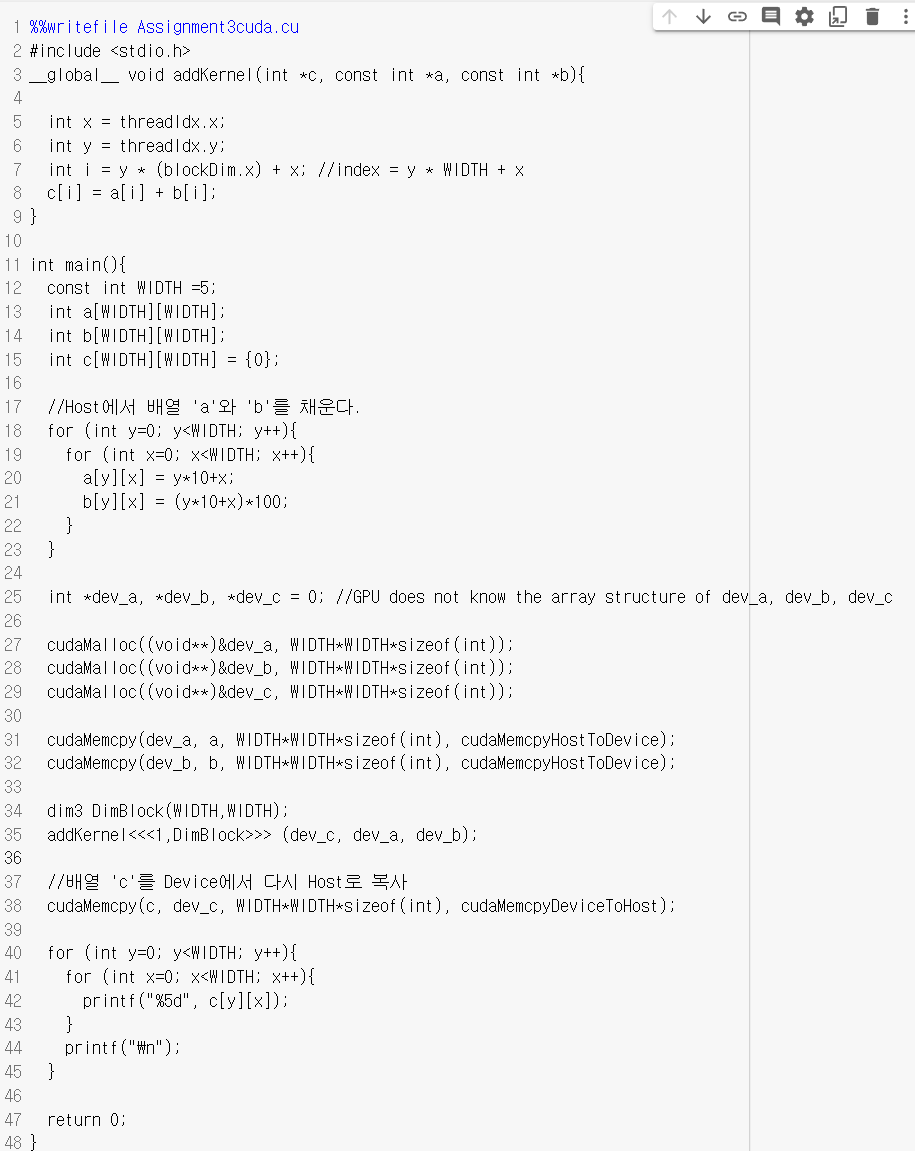 1 %%writefile Assignment3cuda.cu
2 #include <stdio.h>
3 __global__ void addKernel(int *c, const int *a, const int *b){
4
5   int x = threadIdx.x;
6   int y = threadIdx.y;
7   int i = y * (blockDim.x) + x; //index = y * WIDTH + x
8   c[i] = a[i] + b[i];
9 }
10
11 int main(){
12   const int WIDTH =5;
13   int a[WIDTH][WIDTH];
14   int b[WIDTH][WIDTH];
15   int c[WIDTH][WIDTH] = {0};
16
17   //Host에서 배열 'a'와 'b'를 채운다.
18   for (int y=0; y<WIDTH; y++){
19     for (int x=0; x<WIDTH; x++){
20       a[y][x] = y*10+x;
21       b[y][x] = (y*10+x)*100;
22     }
23   }
24
25   int *dev_a, *dev_b, *dev_c = 0; //GPU does not know the array structure of dev_a, dev_b, dev_c
26
27   cudaMalloc((void**)&dev_a, WIDTH*WIDTH*sizeof(int));
28   cudaMalloc((void**)&dev_b, WIDTH*WIDTH*sizeof(int));
29   cudaMalloc((void**)&dev_c, WIDTH*WIDTH*sizeof(int));
30
31   cudaMemcpy(dev_a, a, WIDTH*WIDTH*sizeof(int), cudaMemcpyHostToDevice);
32   cudaMemcpy(dev_b, b, WIDTH*WIDTH*sizeof(int), cudaMemcpyHostToDevice);
33
34   dim3 DimBlock(WIDTH,WIDTH);
35   addKernel<<<1,DimBlock>>> (dev_c, dev_a, dev_b);
36
37   //배열 'c'를 Device에서 다시 Host로 복사
38   cudaMemcpy(c, dev_c, WIDTH*WIDTH*sizeof(int), cudaMemcpyDeviceToHost);
39
40   for (int y=0; y<WIDTH; y++){
41     for (int x=0; x<WIDTH; x++){
42       printf("%5d", c[y][x]);
43     }
44     printf("₩n");
45   }
46
47   return 0;
48 }